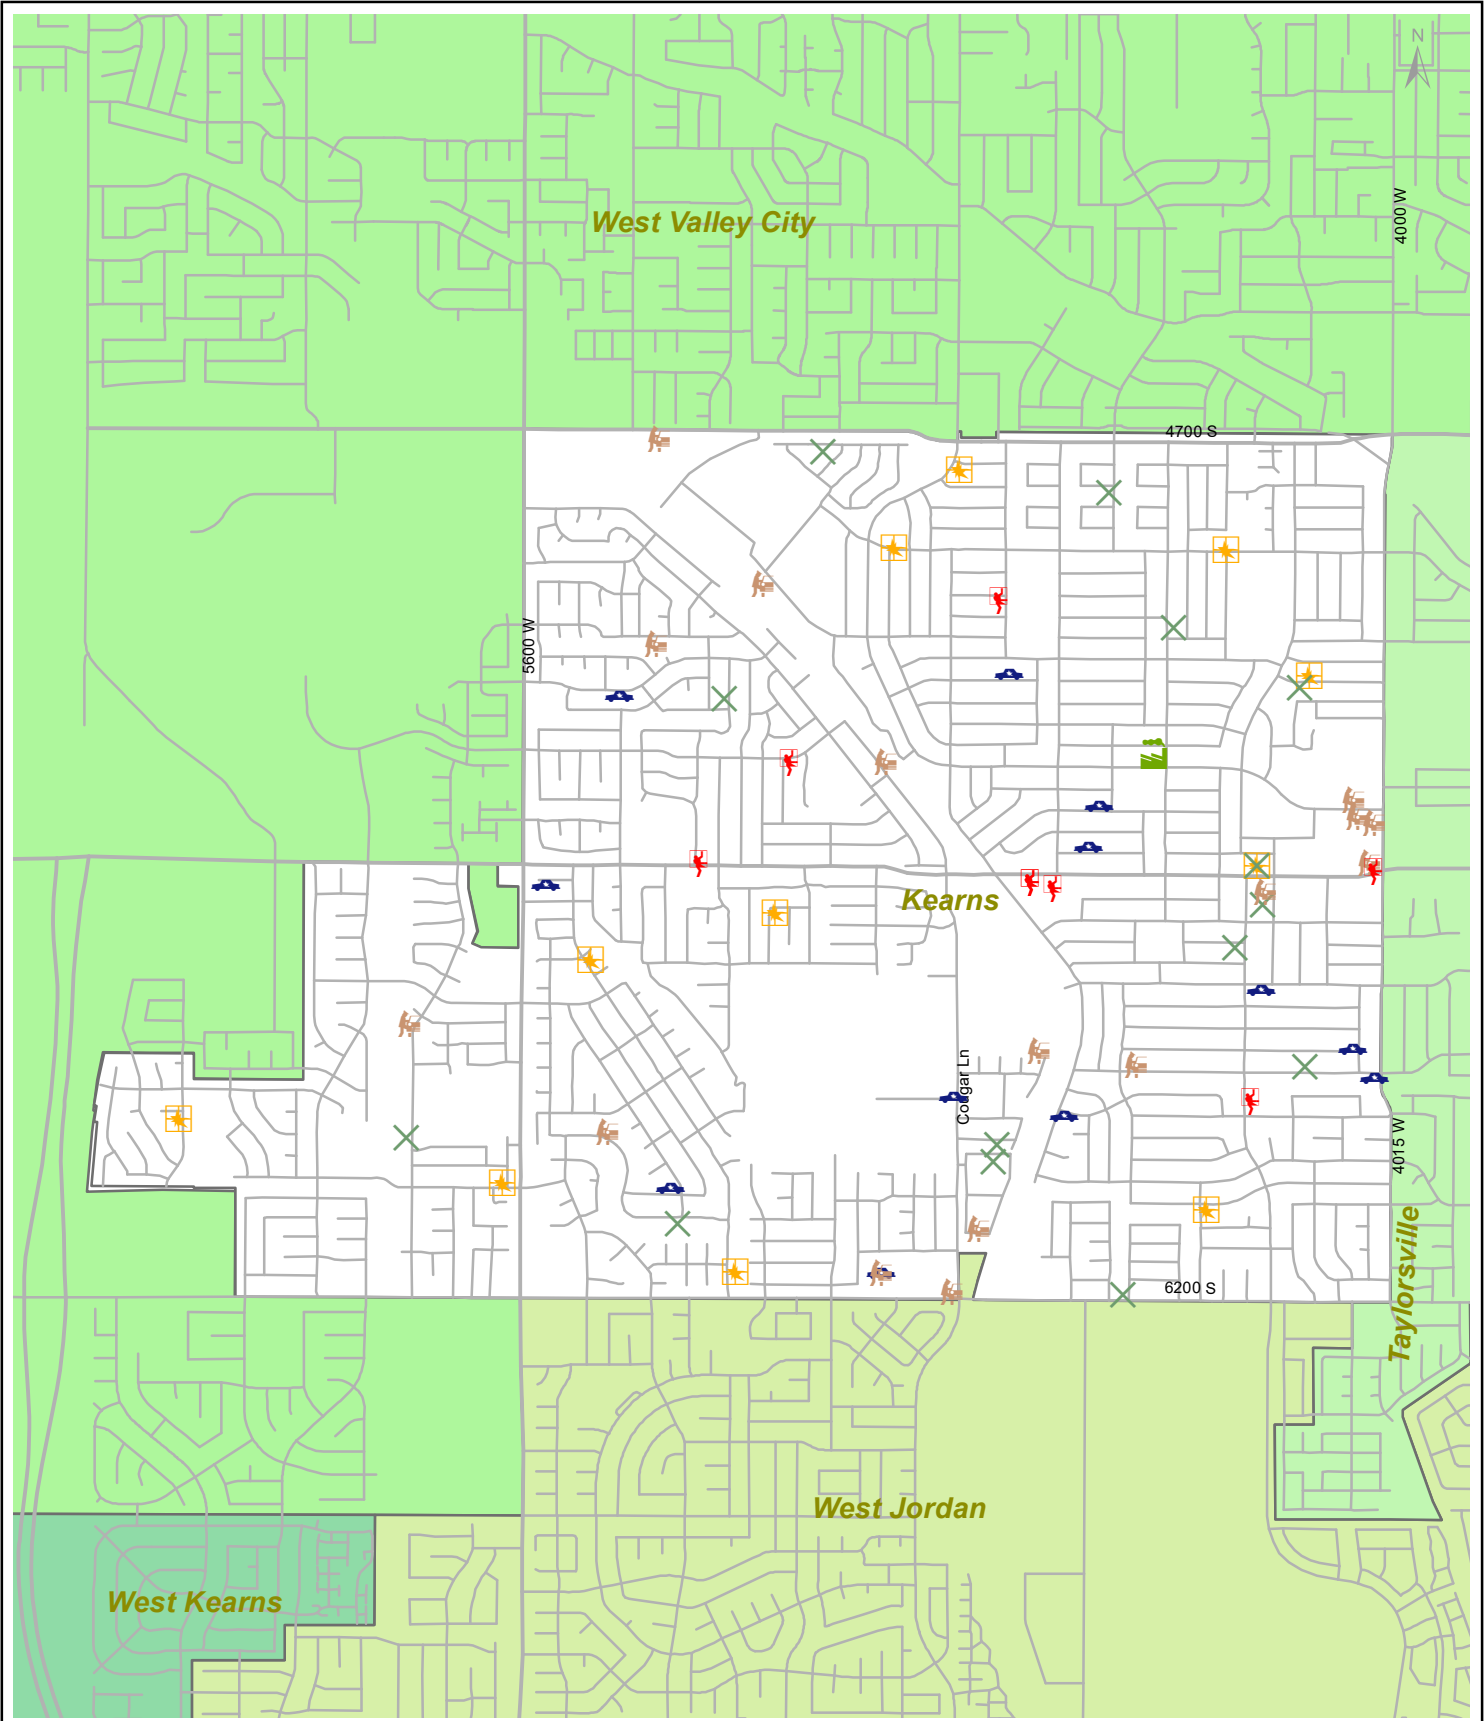 N
4000 W
West Valley City
4700 S
5600 W
Kearns
Cougar Ln
4015 W
Taylorsville
6200 S
West Jordan
West Kearns